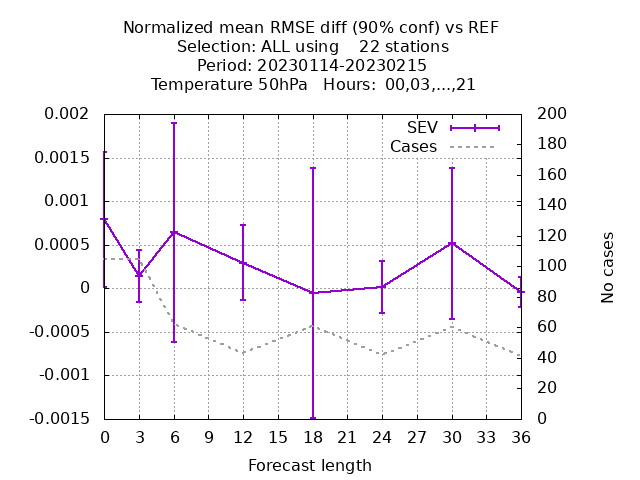 Normalized mean RMSE diff (90% conf) vs REF
Selection: ALL using    22 stations
Period: 20230114-20230215
Temperature 50hPa   Hours:  00,03,...,21
SEV
Cases
0.002
0.0015
0.001
0.0005
0
-0.0005
-0.001
-0.0015
200
180
160
140
120
100
80
60
40
20
0
No cases
0 3 6 9 12 15 18 21 24 27 30 33 36
Forecast length